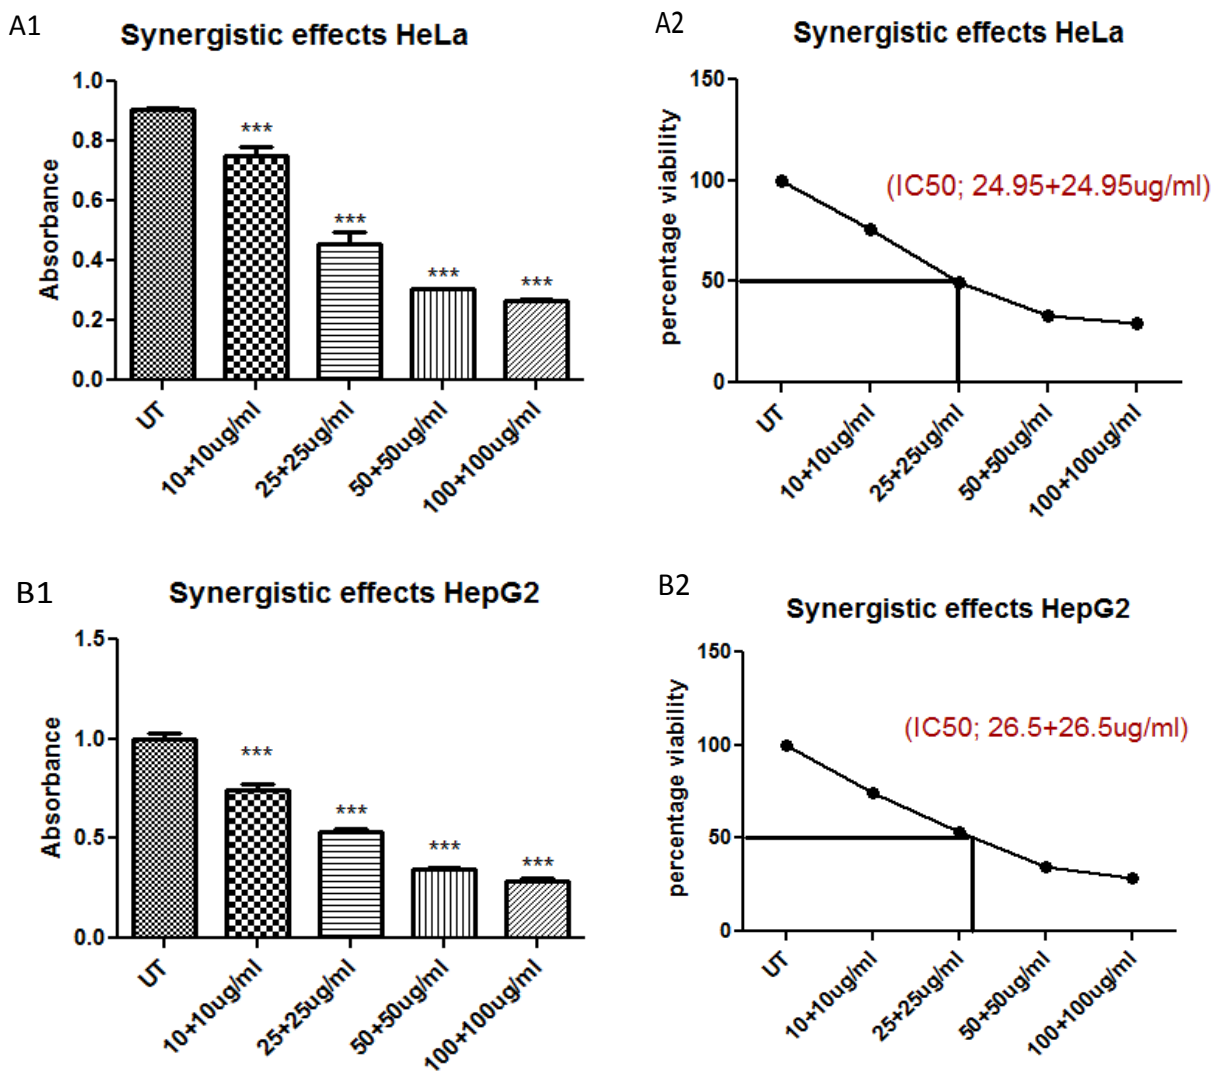 A1
Synergistic effects HeLa
Absorbance
1.0
0.8
0.6
0.4
0.2
0.0
***
***
***
***
UT
10+10ug/ml
25+25ug/ml
50+50ug/ml
100+100ug/ml
A2
Synergistic effects HeLa
percentage viability
150
100
50
0
(IC50; 24.95+24.95ug/ml)
UT
10+10ug/ml
25+25ug/ml
50+50ug/ml
100+100ug/ml
B1
Synergistic effects HepG2
Absorbance
1.5
1.0
0.5
0.0
***
***
***
***
UT
10+10ug/ml
25+25ug/ml
50+50ug/ml
100+100ug/ml
B2
Synergistic effects HepG2
percentage viability
150
100
50
0
(IC50; 26.5+26.5ug/ml)
UT
10+10ug/ml
25+25ug/ml
50+50ug/ml
100+100ug/ml